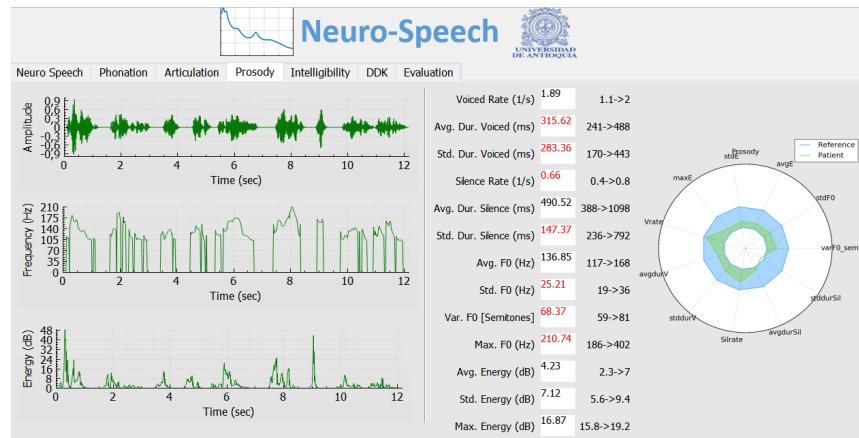 Neuro-Speech
UNIVERSIDAD
DE ANTIOQUIA
Neuro Speech Phonation Articulation Prosody Intelligibility DDK Evaluation
Amplitude
0,9
0,6
0,3
-0,0
-0,3
-0,6
-0,9
0 2 4 6 8 10 12
Time (sec)
Frequency (Hz)
210
175
140
105
70
35
0
0 2 4 6 8 10 12
Time (sec)
Energy (dB)
48
40
32
24
16
8
0
0 2 4 6 8 10 12
Time (sec)
Voiced Rate (1/s) 1.89 1.1->2
Avg. Dur. Voiced (ms) 315.62 241->488
Std. Dur. Voiced (ms) 283.36 170->443
Silence Rate (1/s) 0.66 0.4->0.8
Avg. Dur. Silence (ms) 490.52 388->1098
Std. Dur. Silence (ms) 147.37 236->792
Avg. F0 (Hz) 136.85 117->168
Std. F0 (Hz) 25.21 19->36
Var. F0 [Semitones] 68.37 59->81
Max. F0 (Hz) 210.74 186->402
Avg. Energy (dB) 4.23 2.3->7
Std. Energy (dB) 7.12 5.6->9.4
Max. Energy (dB) 16.87 15.8->19.2
Reference
Patient
Prosody
stdE
avgE
maxE
stdF0
Vrate
varF0_sem
avgdurV
stddurSil
stddurV
avgdurSil
Silrate